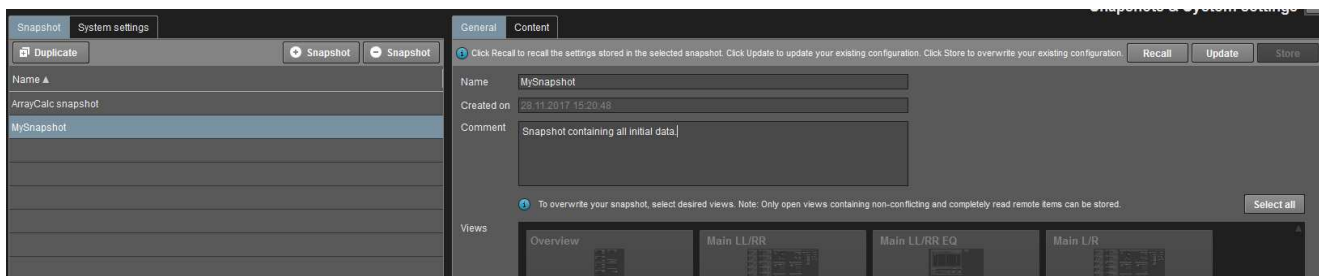 Snapshots & System settings
Snapshot System settings
General Content
Duplicate
Snapshot Snapshot
Click Recall to recall the settings stored in the selected snapshot. Click Update to update your existing configuration. Click Store to overwrite your existing configuration.
Recall Update Store
Name
ArrayCalc snapshot
MySnapshot
Name MySnapshot
Created on 28.11.2017 15:20:48
Comment Snapshot containing all initial data.
To overwrite your snapshot, select desired views. Note: Only open views containing non-conflicting and completely read remote items can be stored.
Select all
Views
Overview Main LL/RR Main LL/RR EQ Main L/R